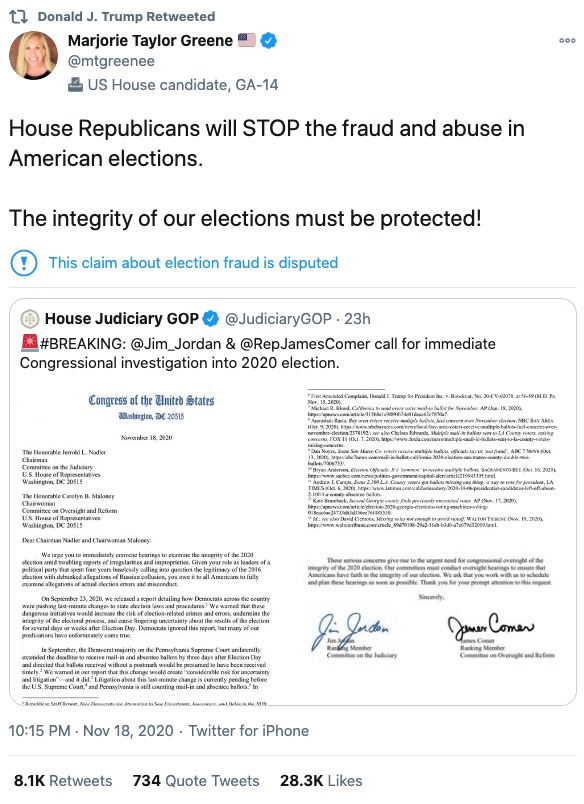 Donald J. Trump Retweeted
Marjorie Taylor Greene
@mtgreenee
US House candidate, GA-14
House Republicans will STOP the fraud and abuse in
American elections.
The integrity of our elections must be protected!
This claim about election fraud is disputed
House Judiciary GOP @JudiciaryGOP · 23h
#BREAKING: @Jim_Jordan & @RepJamesComer call for immediate
Congressional investigation into 2020 election.
Congress of the United States
Washington, DC 20515
November 18, 2020
The Honorable Jerrold L. Nadler
Chairman
Committee on the Judiciary
U.S. House of Representatives
Washington, DC 20515
The Honorable Carolyn B. Maloney
Chairwoman
Committee on Oversight and Reform
U.S. House of Representatives
Washington, DC 20515
Dear Chairman Nadler and Chairwoman Maloney:
We urge you to immediately convene hearings to examine the integrity of the 2020
election amid troubling reports of irregularities and improprieties. Given your role as leaders of a
political party that spent four years baselessly calling into question the legitimacy of the 2016
election with debunked allegations of Russian collusion, you owe it to all Americans to fully
examine allegations of actual election errors and misconduct.
On September 23, 2020, we released a report detailing how Democrats across the country
were pushing last-minute changes to state election laws and procedures.¹ We warned that these
dangerous initiatives would increase the risk of election-related crimes and errors, undermine the
integrity of the electoral process, and cause lingering uncertainty about the results of the election
for several days or weeks after Election Day. Democrats ignored this report, but many of our
predictions have unfortunately come true.
In September, the Democrat majority on the Pennsylvania Supreme Court unilaterally
extended the deadline to receive mail-in and absentee ballots by three days after Election Day
and directed that ballots received without a postmark would be presumed to have been received
timely.² We warned in our report that this change would create "considerable risk for uncertainty
and litigation"—and it did.³ Litigation about this last-minute change is currently pending before
the U.S. Supreme Court,⁴ and Pennsylvania is still counting mail-in and absentee ballots.⁵ In
These serious concerns give rise to the urgent need for congressional oversight of the
integrity of the 2020 election. Our committees must conduct oversight hearings to ensure that
Americans have faith in the integrity of our election. We ask you to work with us to schedule
and plan these hearings as soon as possible. Thank you for your prompt attention to this request.
Sincerely,
Jim Jordan James Comer
Jim Jordan James Comer
Ranking Member Ranking Member
Committee on the Judiciary Committee on Oversight and Reform
10:15 PM · Nov 18, 2020 · Twitter for iPhone
8.1K Retweets 734 Quote Tweets 28.3K Likes